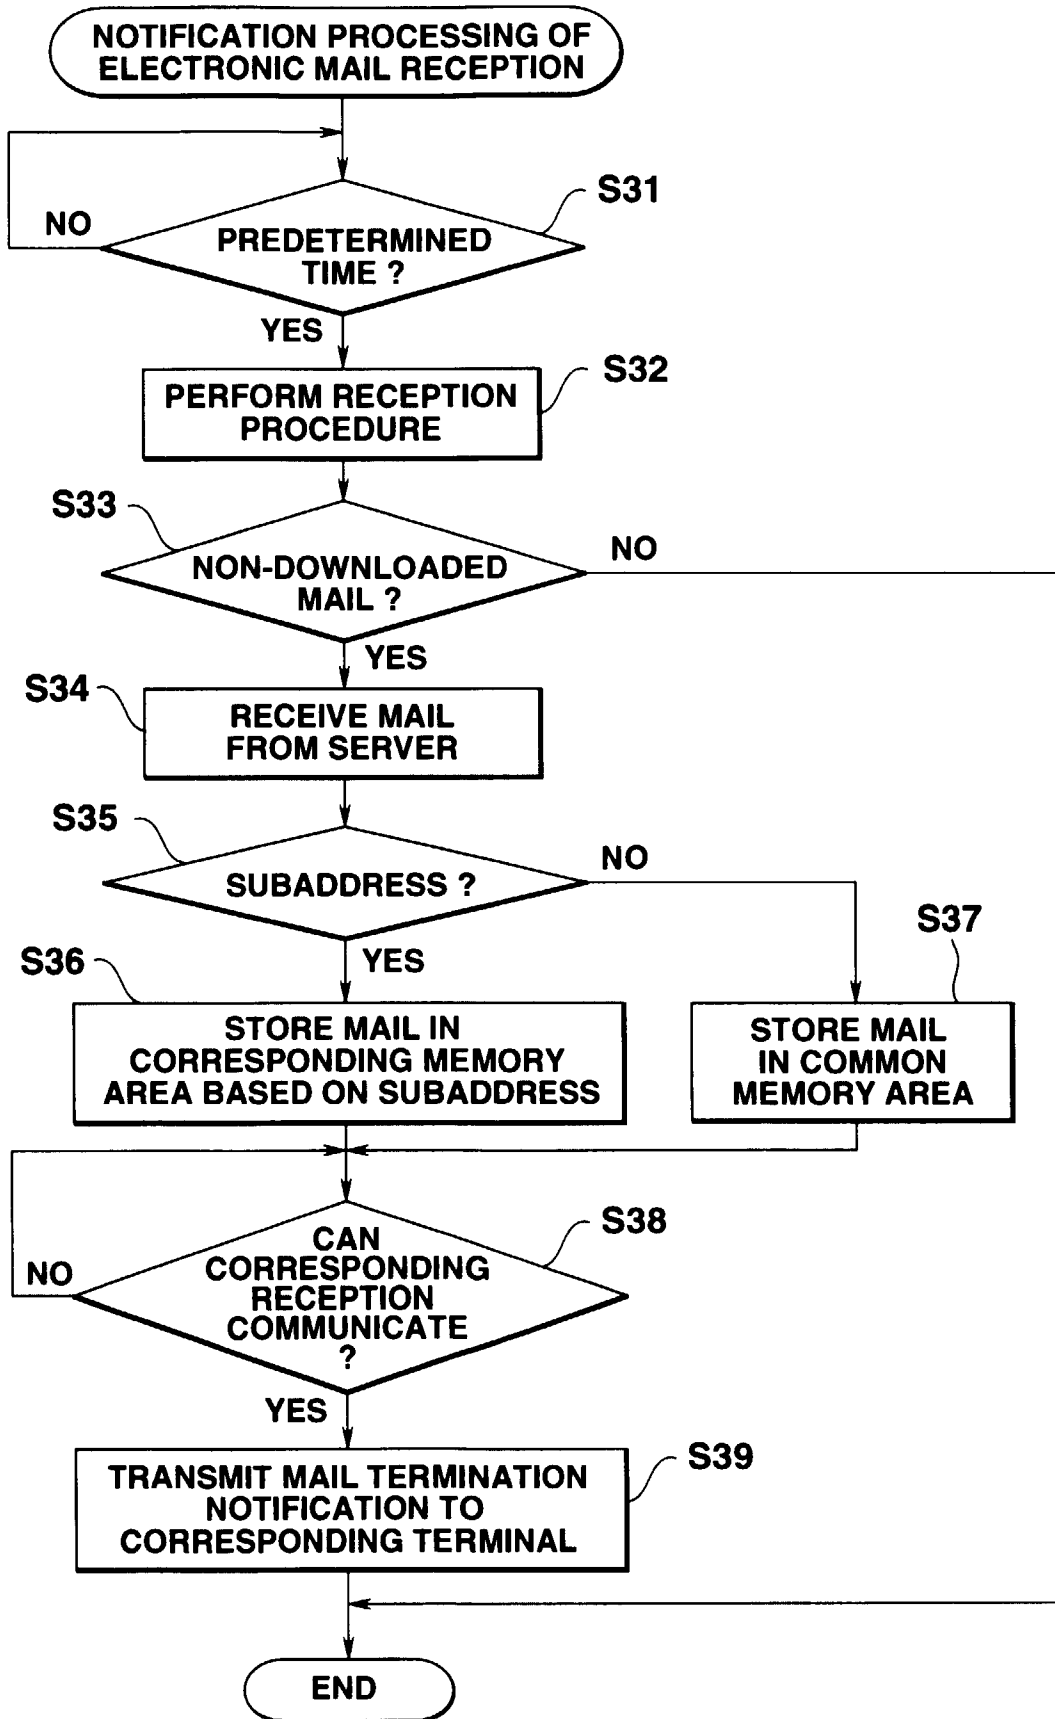 NOTIFICATION PROCESSING OF
ELECTRONIC MAIL RECEPTION
S31
NO
PREDETERMINED
TIME ?
YES
S32
PERFORM RECEPTION
PROCEDURE
S33
NO
NON-DOWNLOADED
MAIL ?
YES
S34
RECEIVE MAIL
FROM SERVER
S35
NO
SUBADDRESS ?
S37
YES
S36
STORE MAIL IN
CORRESPONDING MEMORY
AREA BASED ON SUBADDRESS
STORE MAIL
IN COMMON
MEMORY AREA
S38
CAN
CORRESPONDING
RECEPTION
COMMUNICATE
?
NO
YES
S39
TRANSMIT MAIL TERMINATION
NOTIFICATION TO
CORRESPONDING TERMINAL
END